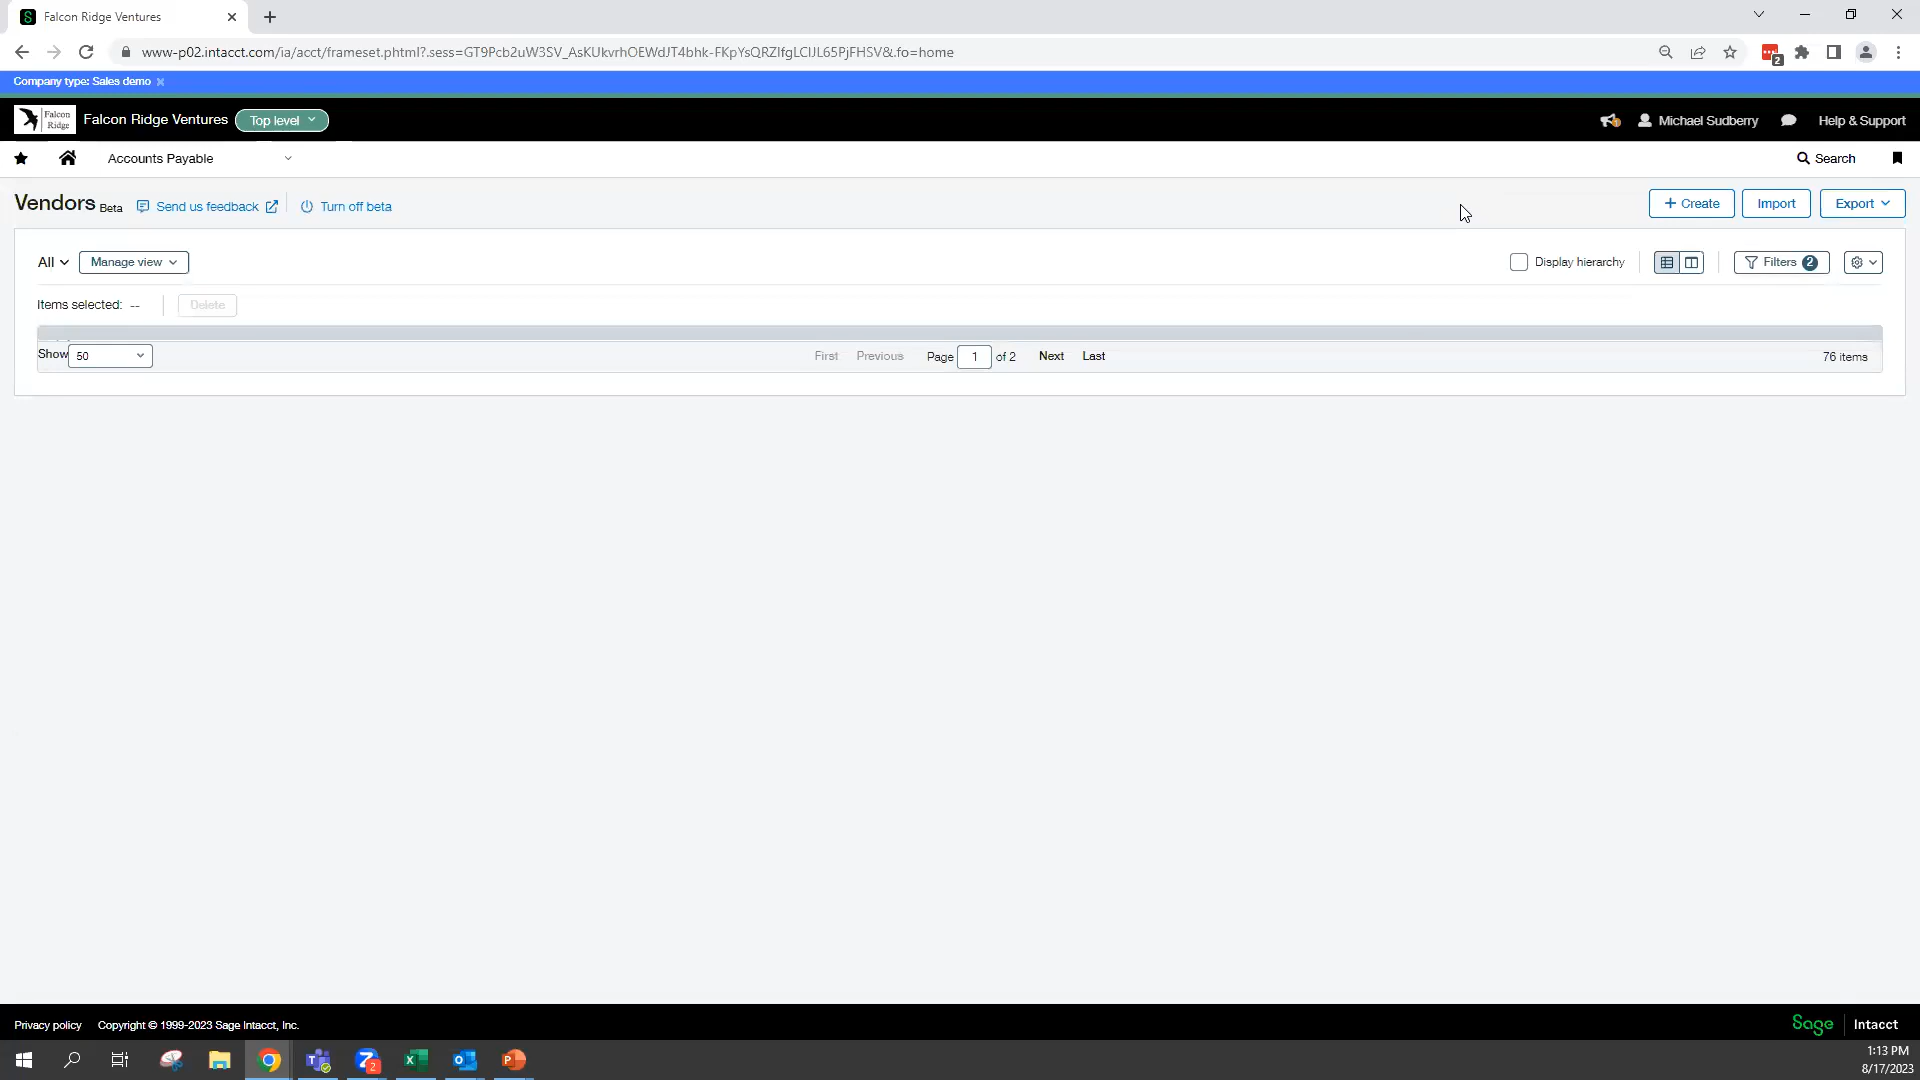 Falcon Ridge Ventures
www-p02.intacct.com/ia/acct/frameset.phtml?.sess=GT9Pcb2uW3SV_AsKUkvrhOEWdJT4bhk-FKpYsQRZIfgLCIJL65PjFHSV&.fo=home
2
Company type: Sales demo
Falcon Ridge
Falcon Ridge Ventures
Top level
Michael Sudberry
Help & Support
Accounts Payable
Search
Vendors Beta
Send us feedback
Turn off beta
+ Create
Import
Export
All
Manage view
Display hierarchy
Filters 2
Items selected: --
Delete
Show 50
First
Previous
Page 1 of 2
Next
Last
76 items
Privacy policy
Copyright © 1999-2023 Sage Intacct, Inc.
Sage Intacct
2
1:13 PM
8/17/2023